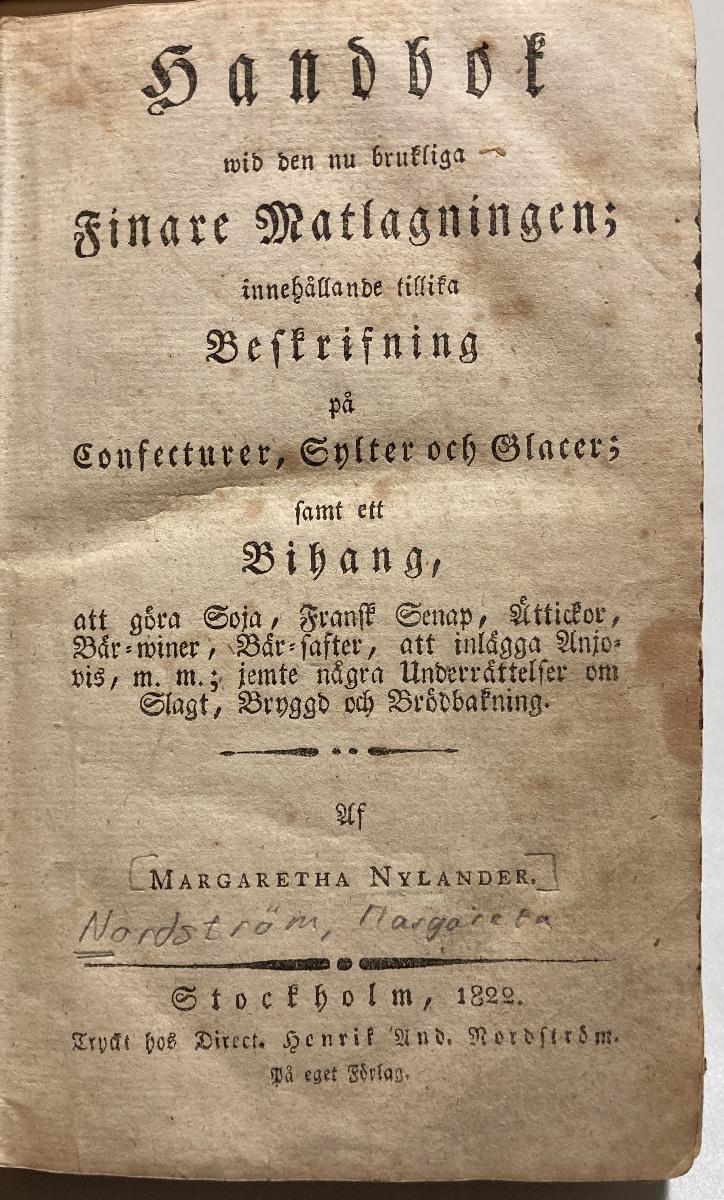 Handbok
wid den nu brukliga
Finare Matlagningen;
innehållande tillika
Beskrifning
på
Confecturer, Sylter och Glacer;
samt ett
Bihang,
att göra Soja, Fransk Senap, Ättickor,
Bär-winer, Bär-safter, att inlägga Anjo-
vis, m. m.; jemte några Underrättelser om
Slagt, Bryggd och Brödbakning.
Af
[MARGARETHA NYLANDER.]
Nordström, Margareta
Stockholm, 1822.
Tryckt hos Direct. Henrik And. Nordström.
På eget Förlag.